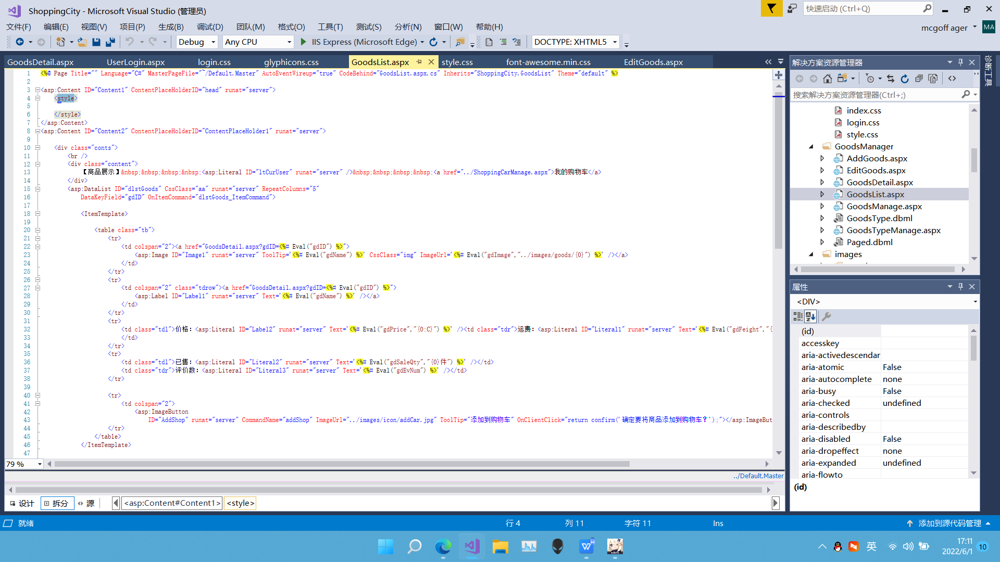 ShoppingCity - Microsoft Visual Studio (管理员)
快速启动 (Ctrl+Q)
文件(F) 编辑(E) 视图(V) 项目(P) 生成(B) 调试(D) 团队(M) 格式(O) 工具(T) 测试(S) 分析(N) 窗口(W) 帮助(H)
mcgoff ager MA
Debug Any CPU IIS Express (Microsoft Edge) DOCTYPE: XHTML5
GoodsDetail.aspx UserLogin.aspx login.css glyphicons.css GoodsList.aspx style.css font-awesome.min.css EditGoods.aspx
1 <%@ Page Title="" Language="C#" MasterPageFile="~/Default.Master" AutoEventWireup="true" CodeBehind="GoodsList.aspx.cs" Inherits="ShoppingCity.GoodsList" Theme="default" %>
2
3 <asp:Content ID="Content1" ContentPlaceHolderID="head" runat="server">
4 <style>
5
6 </style>
7 </asp:Content>
8 <asp:Content ID="Content2" ContentPlaceHolderID="ContentPlaceHolder1" runat="server">
9
10 <div class="conts">
11 <br />
12 <div class="content">
13 【商品展示】&nbsp;&nbsp;&nbsp;&nbsp;<asp:Literal ID="ltCurUser" runat="server" />&nbsp;&nbsp;&nbsp;&nbsp;<a href="../ShoppingCarManage.aspx">我的购物车</a>
14 </div>
15 <asp:DataList ID="dlstGoods" CssClass="aa" runat="server" RepeatColumns="5"
16 DataKeyField="gdID" OnItemCommand="dlstGoods_ItemCommand">
17
18 <ItemTemplate>
19
20 <table class="tb">
21 <tr>
22 <td colspan="2"><a href="GoodsDetail.aspx?gdID=<%# Eval("gdID") %>">
23 <asp:Image ID="Image1" runat="server" ToolTip='<%# Eval("gdName") %>' CssClass="img" ImageUrl='<%# Eval("gdImage","../images/goods/{0}") %>' /></a>
24 </td>
25 </tr>
26 <tr>
27 <td colspan="2" class="tdrow"><a href="GoodsDetail.aspx?gdID=<%# Eval("gdID") %>">
28 <asp:Label ID="Label1" runat="server" Text='<%# Eval("gdName") %>' /></a>
29 </td>
30 </tr>
31 <tr>
32 <td class="tdl">价格：<asp:Literal ID="Label2" runat="server" Text='<%# Eval("gdPrice","{0:C}") %>' /><td class="tdr">运费：<asp:Literal ID="Literal1" runat="server" Text='<%# Eval("gdFeight","{
33 </td>
34 </tr>
35 <tr>
36 <td class="tdl">已售：<asp:Literal ID="Literal2" runat="server" Text='<%# Eval("gdSaleQty","{0}件") %>' /></td>
37 <td class="tdr">评价数：<asp:Literal ID="Literal3" runat="server" Text='<%# Eval("gdEvNum") %>' /></td>
38 </tr>
39
40 <tr>
41 <td colspan="2">
42 <asp:ImageButton
43 ID="AddShop" runat="server" CommandName="addShop" ImageUrl="../images/icon/addCar.jpg" ToolTip="添加到购物车" OnClientClick="return confirm('确定要将商品添加到购物车？');"></asp:ImageBut
44 </tr>
45 </table>
46 </ItemTemplate>
47
79 %
../Default.Master
设计 拆分 源 <asp:Content#Content1> <style>
解决方案资源管理器
搜索解决方案资源管理器(Ctrl+;)
index.css
login.css
style.css
GoodsManager
AddGoods.aspx
EditGoods.aspx
GoodsDetail.aspx
GoodsList.aspx
GoodsManage.aspx
GoodsType.dbml
GoodsTypeManage.aspx
Paged.dbml
images
诊断工具
属性
<DIV>
(id)
accesskey
aria-activedescendar
aria-atomic False
aria-autocomplete none
aria-busy False
aria-checked undefined
aria-controls
aria-describedby
aria-disabled False
aria-dropeffect none
aria-expanded undefined
aria-flowto
(id)
就绪 行 4 列 11 字符 11 Ins 添加到源代码管理
英 17:11
2022/6/1 10